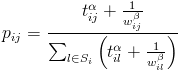 p_{ij} = \frac{t_{ij}^{\alpha} + \frac{1}{w_{ij}^{\beta}}}{\sum_{l \in S_i} \left( t_{il}^{\alpha} + \frac{1}{w_{il}^{\beta}} \right)}